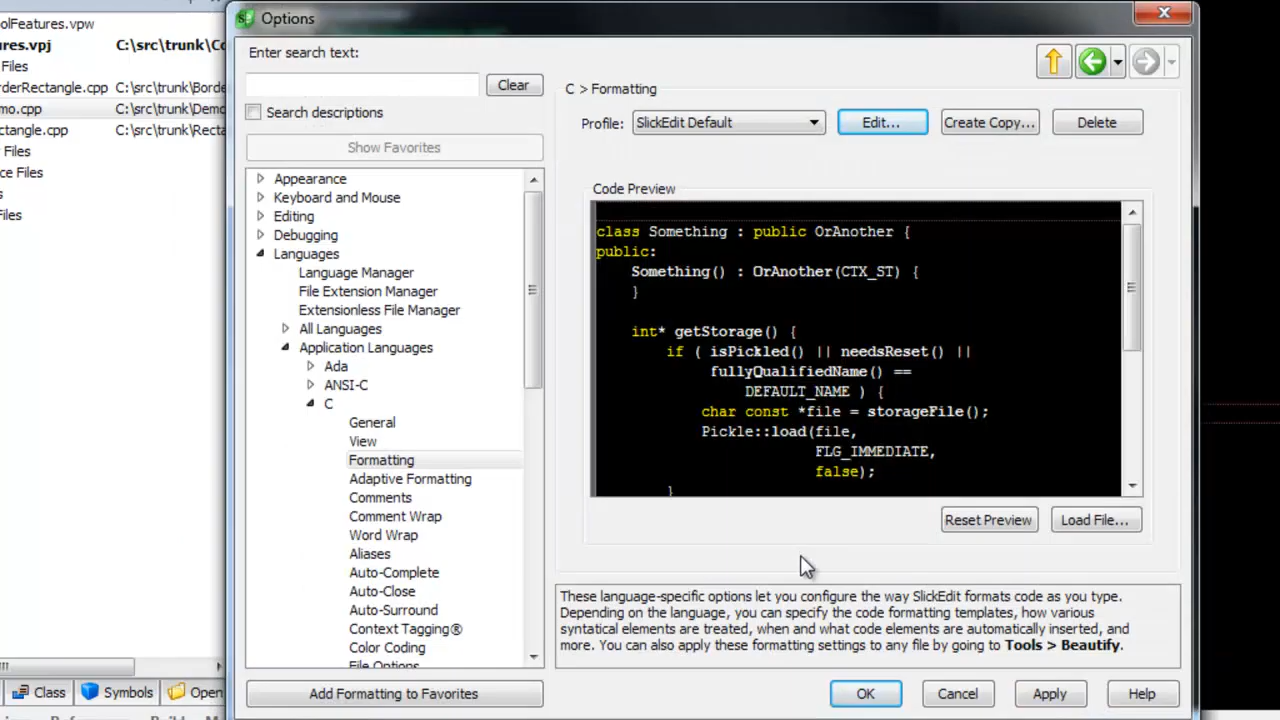 olFeatures.vpw
res.vpj C:\src\trunk\Co
Files
rderRectangle.cpp C:\src\trunk\Borde
mo.cpp C:\src\trunk\Demo
ctangle.cpp C:\src\trunk\Recta
Files
ce Files
s
Files
Class Symbols Open
Options
Enter search text:
Clear
Search descriptions
Show Favorites
Appearance
Keyboard and Mouse
Editing
Debugging
Languages
Language Manager
File Extension Manager
Extensionless File Manager
All Languages
Application Languages
Ada
ANSI-C
C
General
View
Formatting
Adaptive Formatting
Comments
Comment Wrap
Word Wrap
Aliases
Auto-Complete
Auto-Close
Auto-Surround
Context Tagging®
Color Coding
File Options
Add Formatting to Favorites
C > Formatting
Profile: SlickEdit Default Edit... Create Copy... Delete
Code Preview
class Something : public OrAnother {
public:
Something() : OrAnother(CTX_ST) {
}
int* getStorage() {
if ( isPickled() || needsReset() ||
fullyQualifiedName() ==
DEFAULT_NAME ) {
char const *file = storageFile();
Pickle::load(file,
FLG_IMMEDIATE,
false);
}
Reset Preview Load File...
These language-specific options let you configure the way SlickEdit formats code as you type.
Depending on the language, you can specify the code formatting templates, how various
syntatical elements are treated, when and what code elements are automatically inserted, and
more. You can also apply these formatting settings to any file by going to Tools > Beautify.
OK Cancel Apply Help